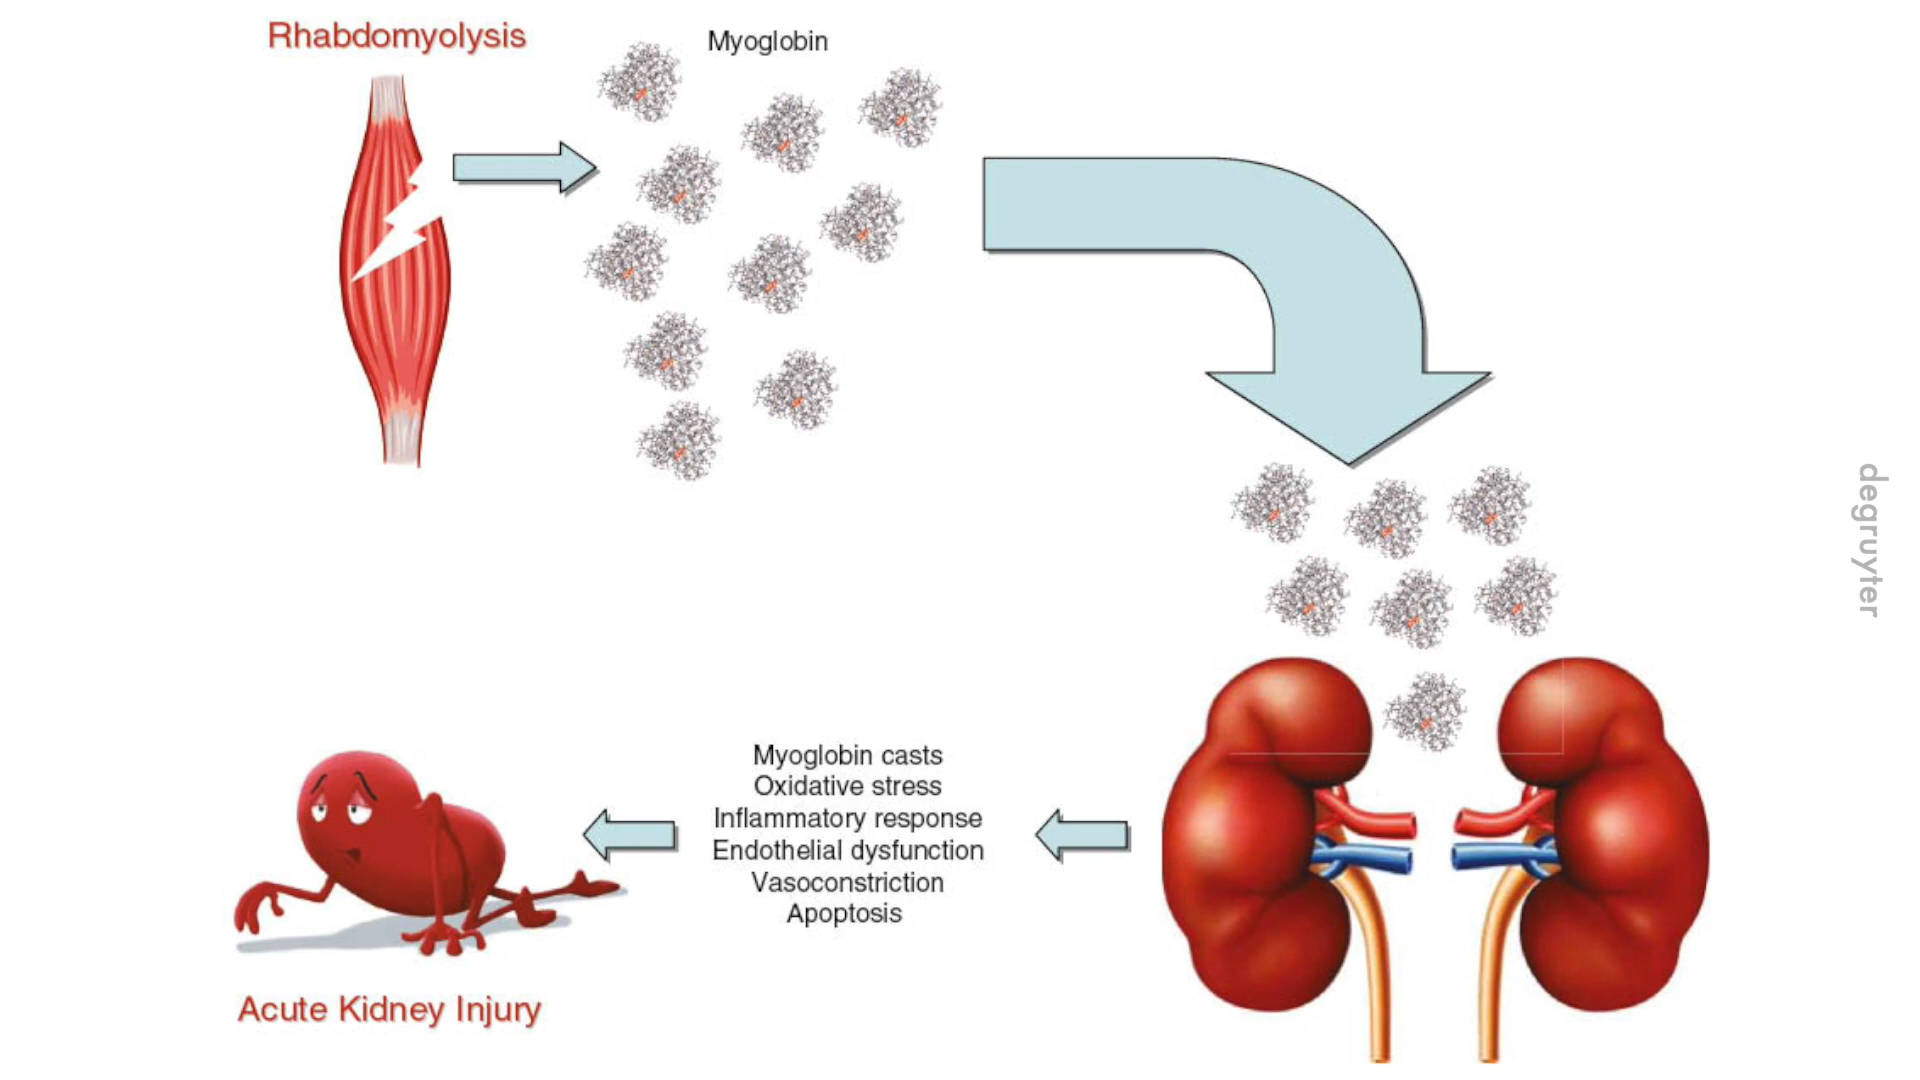 Rhabdomyolysis
Myoglobin
degruyter
Myoglobin casts
Oxidative stress
Inflammatory response
Endothelial dysfunction
Vasoconstriction
Apoptosis
Acute Kidney Injury